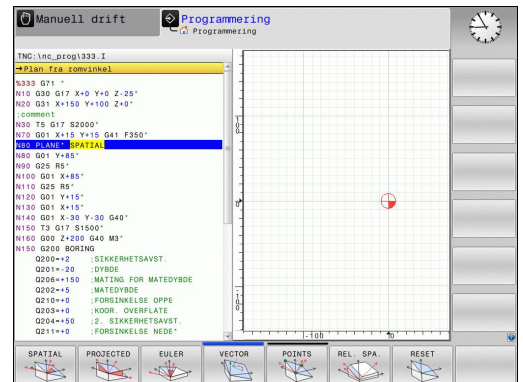 Manuell drift
Programmering
Programmering
TNC:\nc_prog\333.I
→Plan fra romvinkel
%333 G71 *
N10 G30 G17 X+0 Y+0 Z-25*
N20 G31 X+150 Y+100 Z+0*
;comment
N30 T5 G17 S2000*
N70 G01 X+15 Y+15 G41 F350*
N80 PLANE* SPATIAL
N80 G01 Y+85*
N90 G25 R5*
N100 G01 X+85*
N110 G25 R5*
N120 G01 Y+15*
N130 G01 X+15*
N140 G01 X-30 Y-30 G40*
N150 T3 G17 S1500*
N160 G00 Z+200 G40 M3*
N150 G200 BORING
Q200=+2 ;SIKKERHETSAVST.
Q201=-20 ;DYBDE
Q206=+150 ;MATING FOR MATEDYBDE
Q202=+5 ;MATEDYBDE
Q210=+0 ;FORSINKELSE OPPE
Q203=+0 ;KOOR. OVERFLATE
Q204=+50 ;2. SIKKERHETSAVST.
Q211=+0 ;FORSINKELSE NEDE*
-100
SPATIAL
PROJECTED
EULER
VECTOR
POINTS
REL. SPA.
RESET